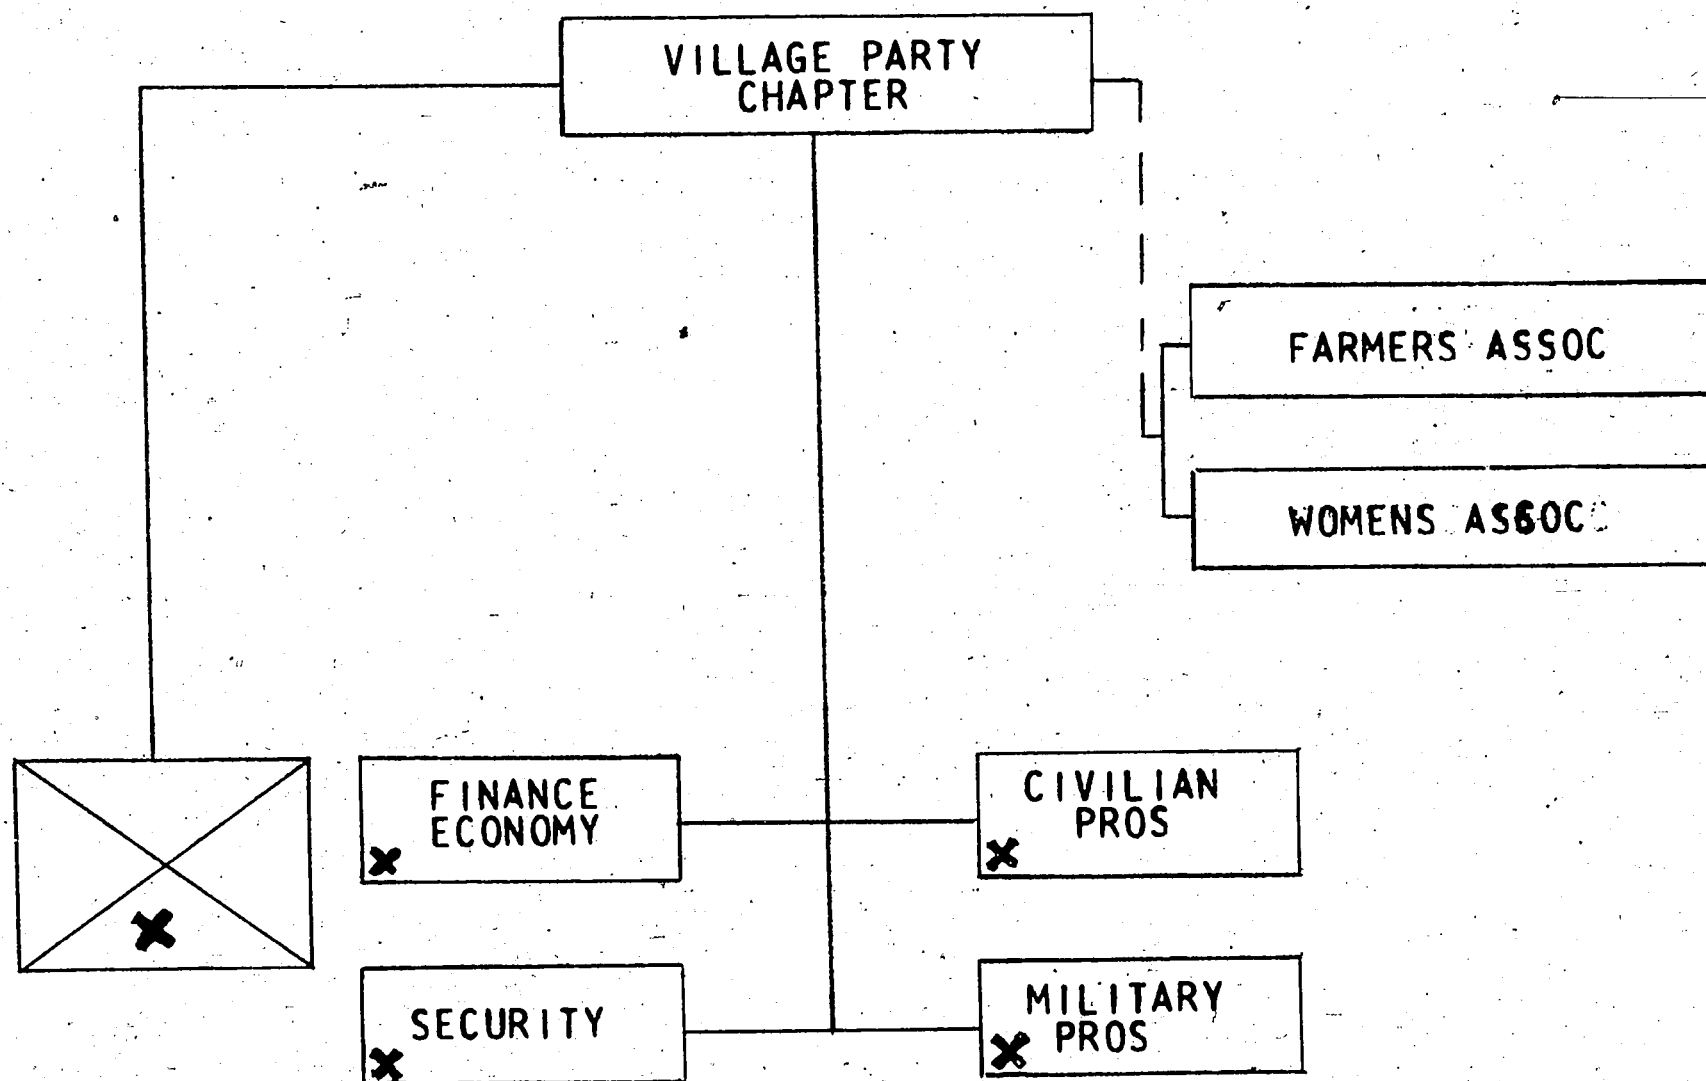 VILLAGE PARTY
CHAPTER
FARMERS ASSOC
WOMENS ASSOC
FINANCE
ECONOMY
CIVILIAN
PROS
SECURITY
MILITARY
PROS